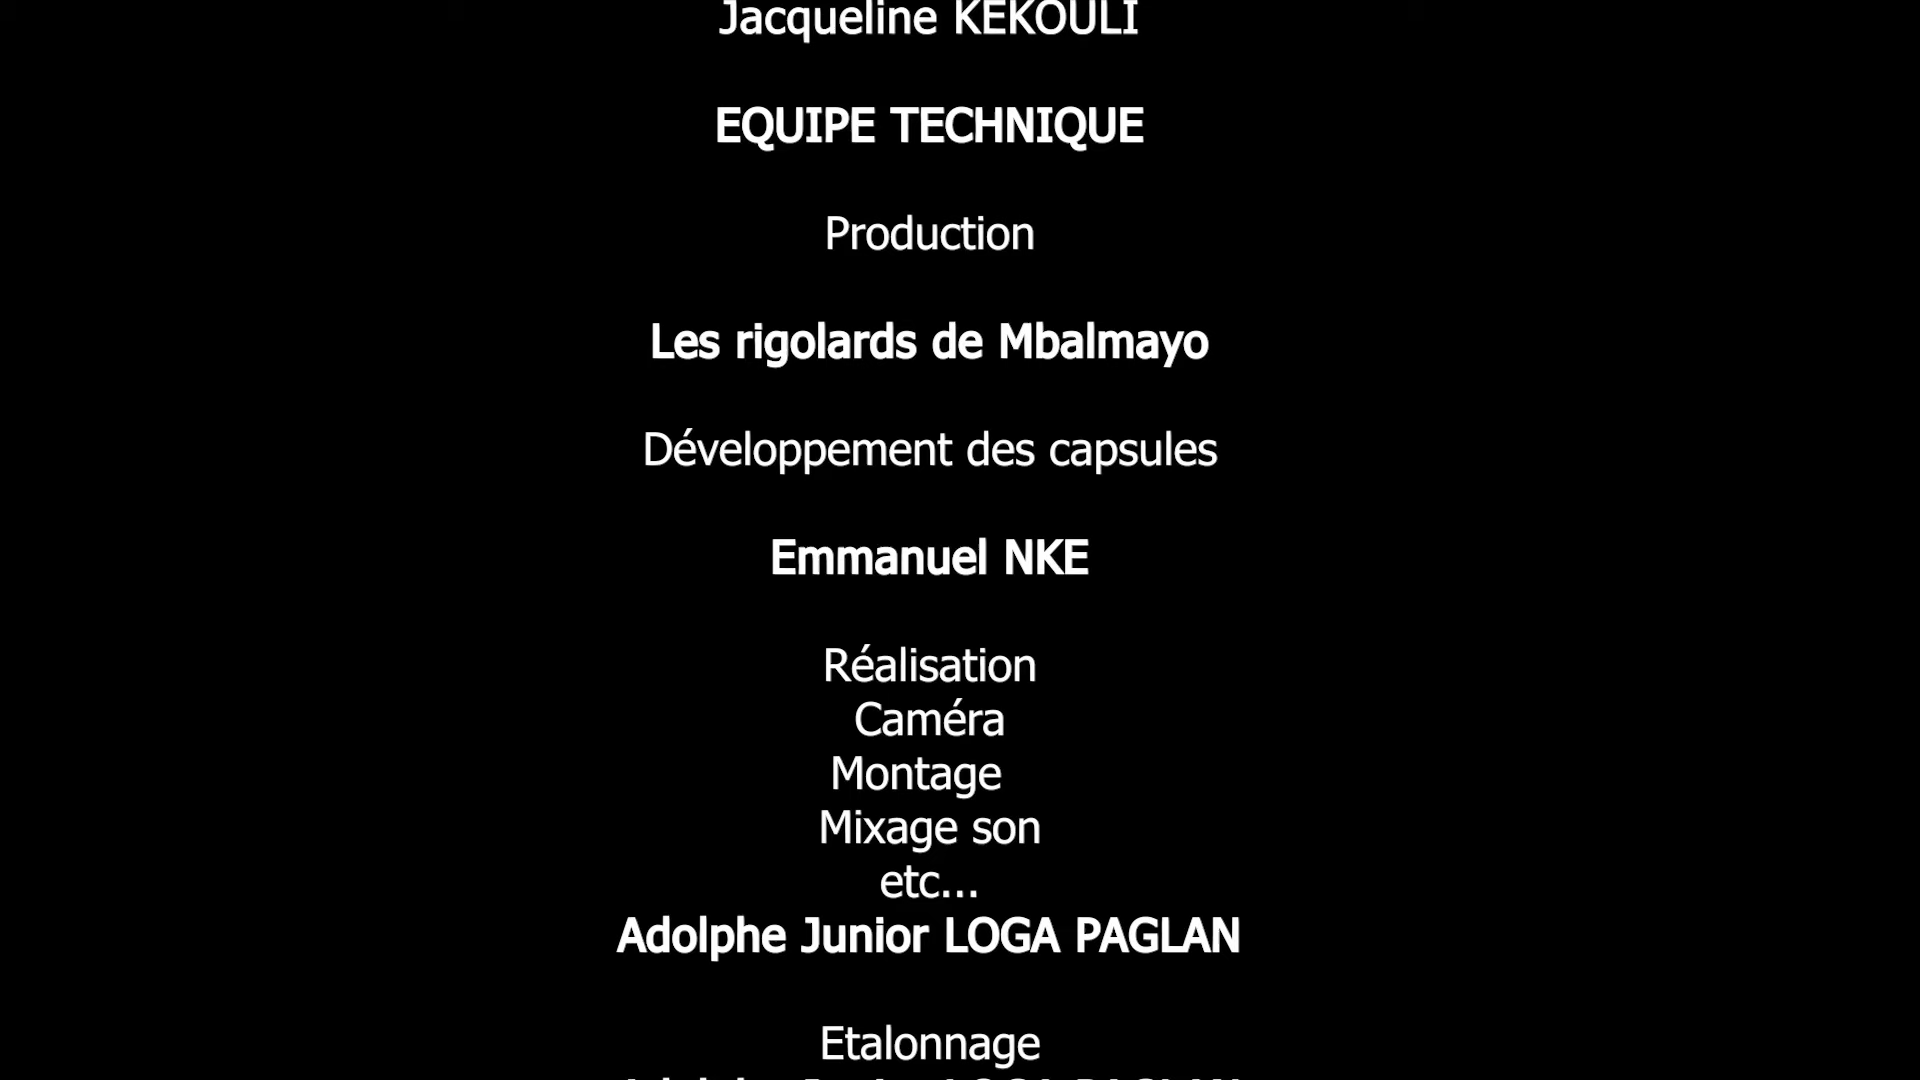 Jacqueline KEKOULI
EQUIPE TECHNIQUE
Production
Les rigolards de Mbalmayo
Développement des capsules
Emmanuel NKE
Réalisation
Caméra
Montage
Mixage son
etc...
Adolphe Junior LOGA PAGLAN
Etalonnage